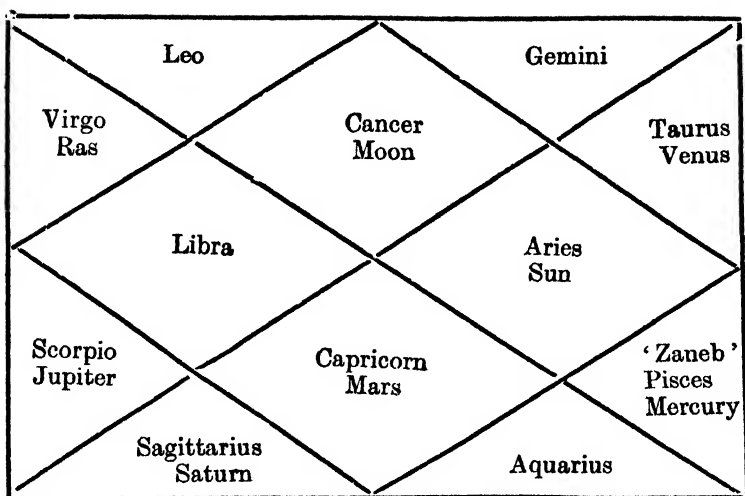 Leo
Gemini
Virgo
Ras
Cancer
Moon
Taurus
Venus
Libra
Aries
Sun
Scorpio
Jupiter
Capricorn
Mars
‘ Zaneb ’
Pisces
Mercury
Sagittarius
Saturn
Aquarius